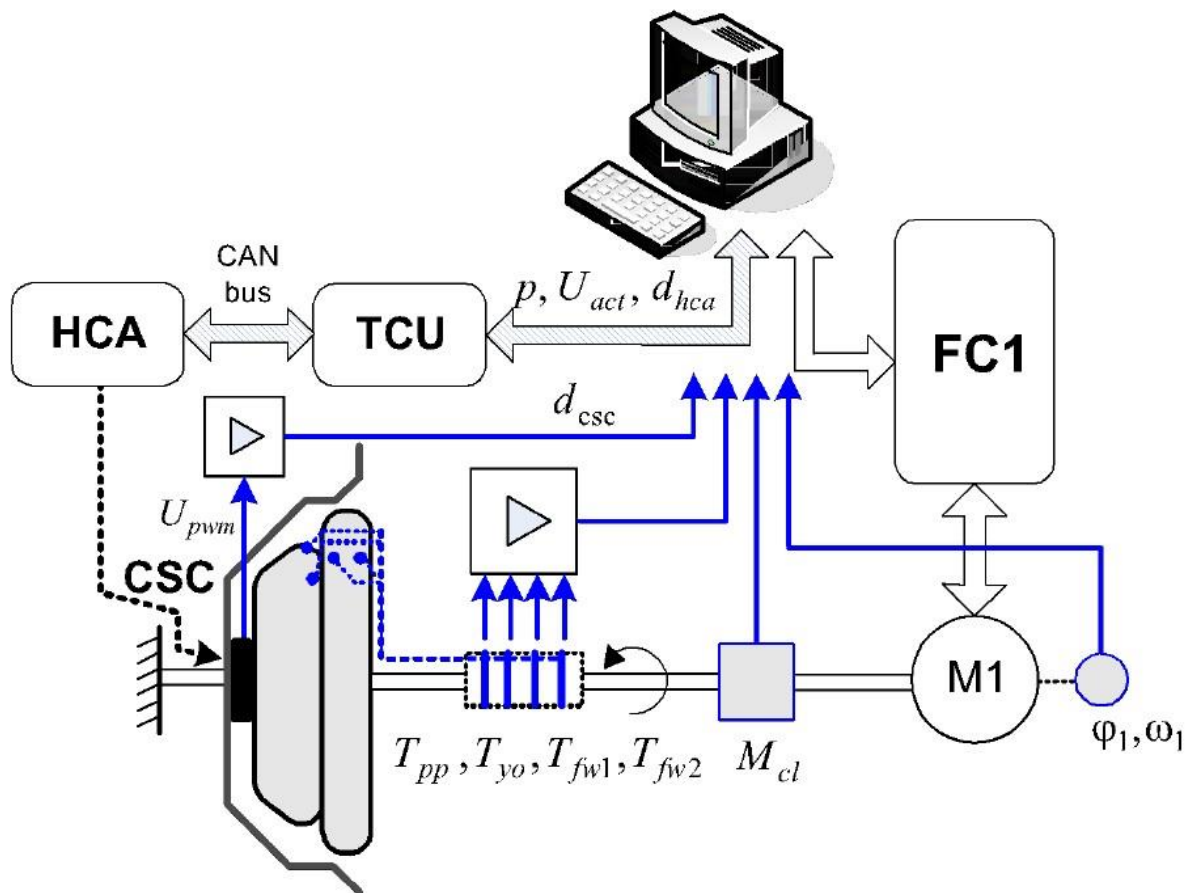 CAN
bus
HCA
TCU
p, U_act, d_hca
FC1
d_csc
U_pwm
CSC
M1
T_pp, T_yo, T_fw1, T_fw2
M_cl
φ₁, ω₁